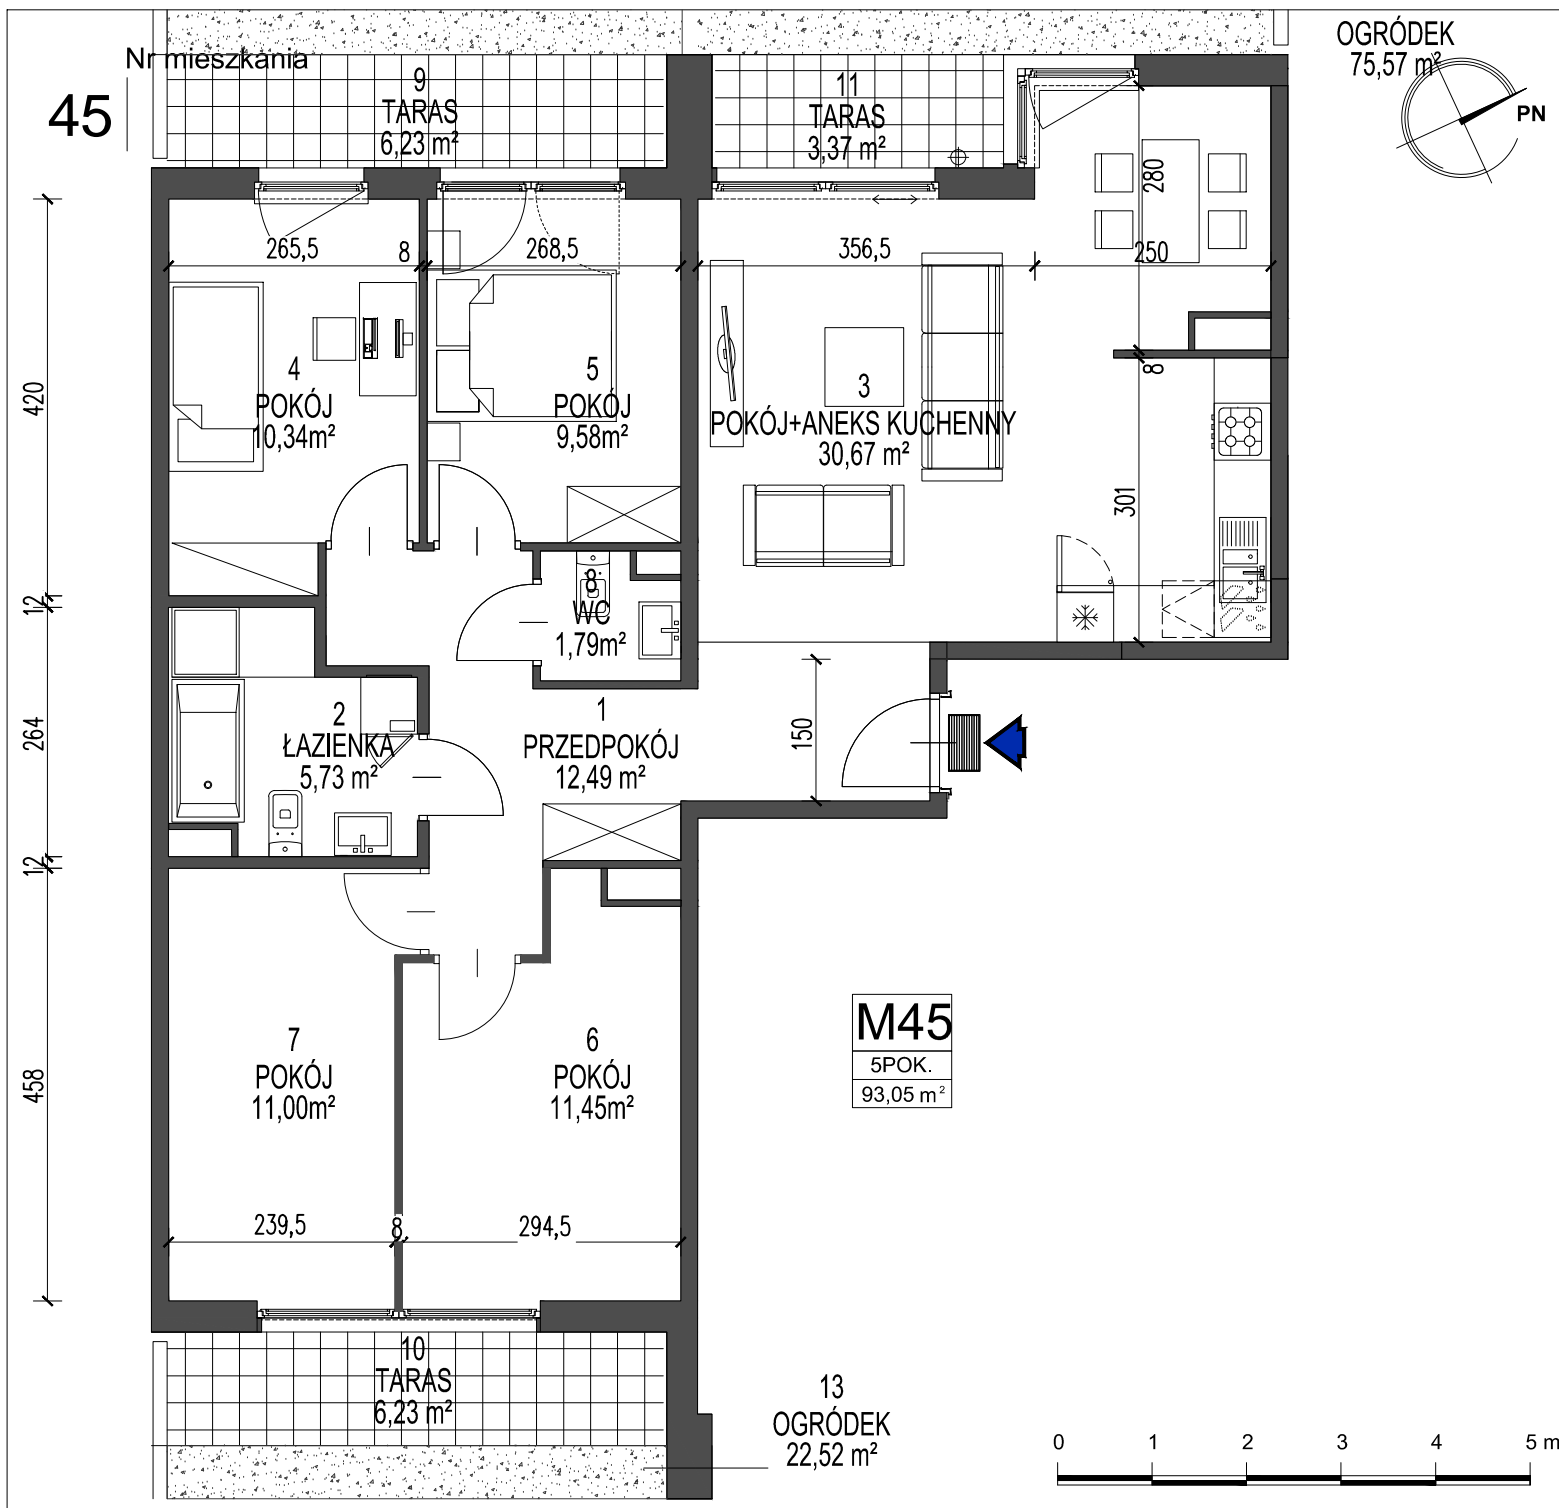 Nr mieszkania
45
OGRÓDEK
75,57 m²
PN
9
TARAS
6,23 m²
11
TARAS
3,37 m²
280
265,5
8
268,5
356,5
250
420
4
POKÓJ
10,34m²
5
POKÓJ
9,58m²
3
POKÓJ+ANEKS KUCHENNY
30,67 m²
8
301
12
8
WC
1,79m²
264
2
ŁAZIENKA
5,73 m²
1
PRZEDPOKÓJ
12,49 m²
150
12
458
7
POKÓJ
11,00m²
6
POKÓJ
11,45m²
M45
5POK.
93,05 m²
239,5
8
294,5
10
TARAS
6,23 m²
13
OGRÓDEK
22,52 m²
0 1 2 3 4 5 m